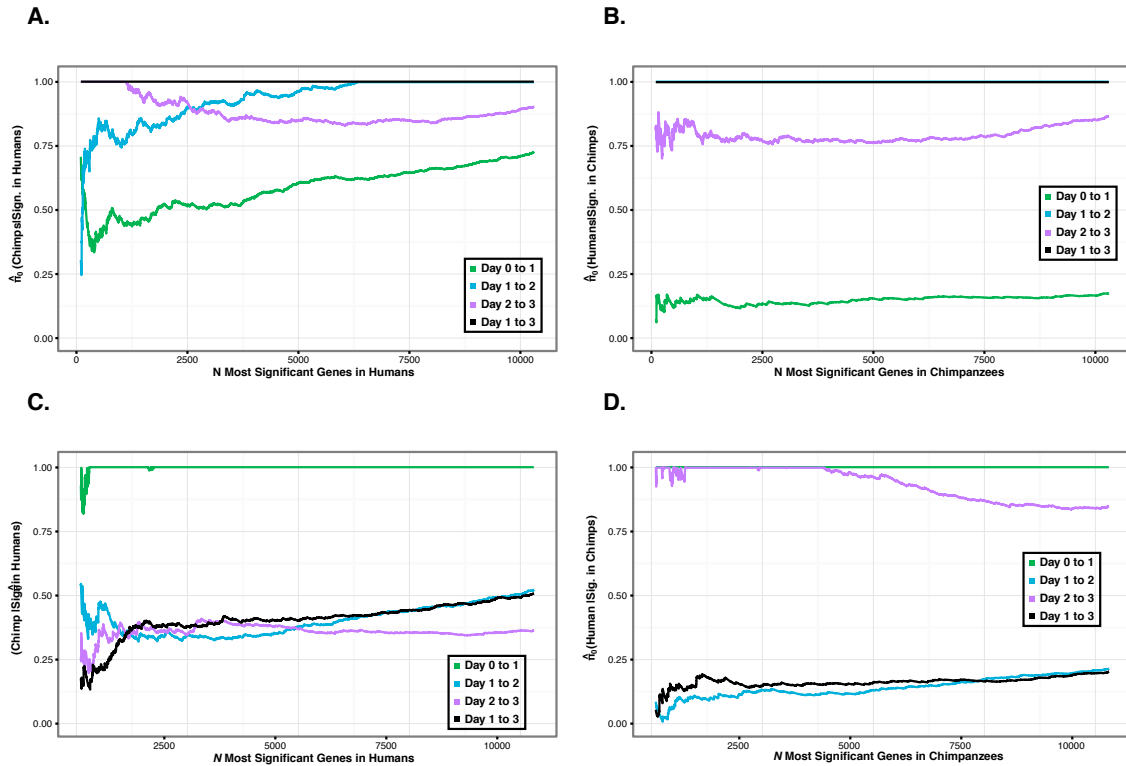 A.
1.00
0.75
0.50
0.25
0.00
π̂₀ (Chimps|Sign. in Humans)
0
2500
5000
7500
10000
N Most Significant Genes in Humans
Day 0 to 1
Day 1 to 2
Day 2 to 3
Day 1 to 3
B.
1.00
0.75
0.50
0.25
0.00
π̂₀ (Humans|Sign. in Chimps)
0
2500
5000
7500
10000
N Most Significant Genes in Chimpanzees
Day 0 to 1
Day 1 to 2
Day 2 to 3
Day 1 to 3
C.
1.00
0.75
0.50
0.25
0.00
(Chimp |Sig. in Humans)
2500
5000
7500
10000
N Most Significant Genes in Humans
Day 0 to 1
Day 1 to 2
Day 2 to 3
Day 1 to 3
D.
1.00
0.75
0.50
0.25
0.00
π̂₀(Human |Sig. in Chimps)
2500
5000
7500
10000
N Most Significant Genes in Chimpanzees
Day 0 to 1
Day 1 to 2
Day 2 to 3
Day 1 to 3